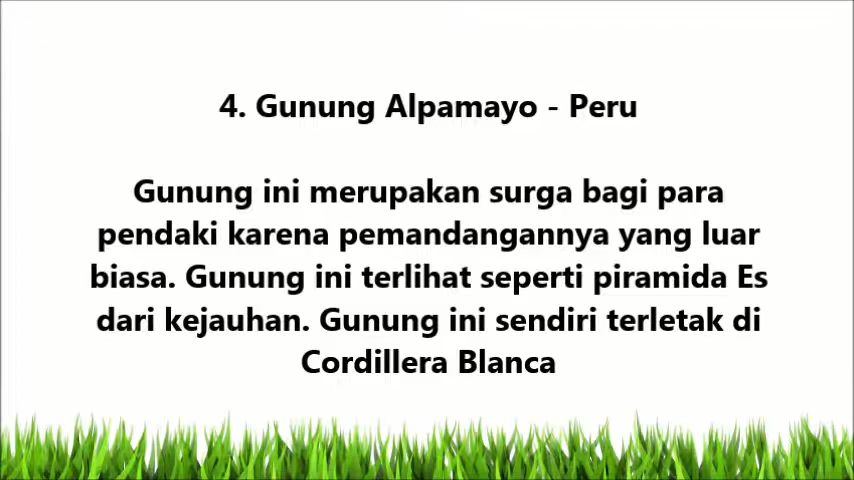 4. Gunung Alpamayo - Peru
Gunung ini merupakan surga bagi para
pendaki karena pemandangannya yang luar
biasa. Gunung ini terlihat seperti piramida Es
dari kejauhan. Gunung ini sendiri terletak di
Cordillera Blanca